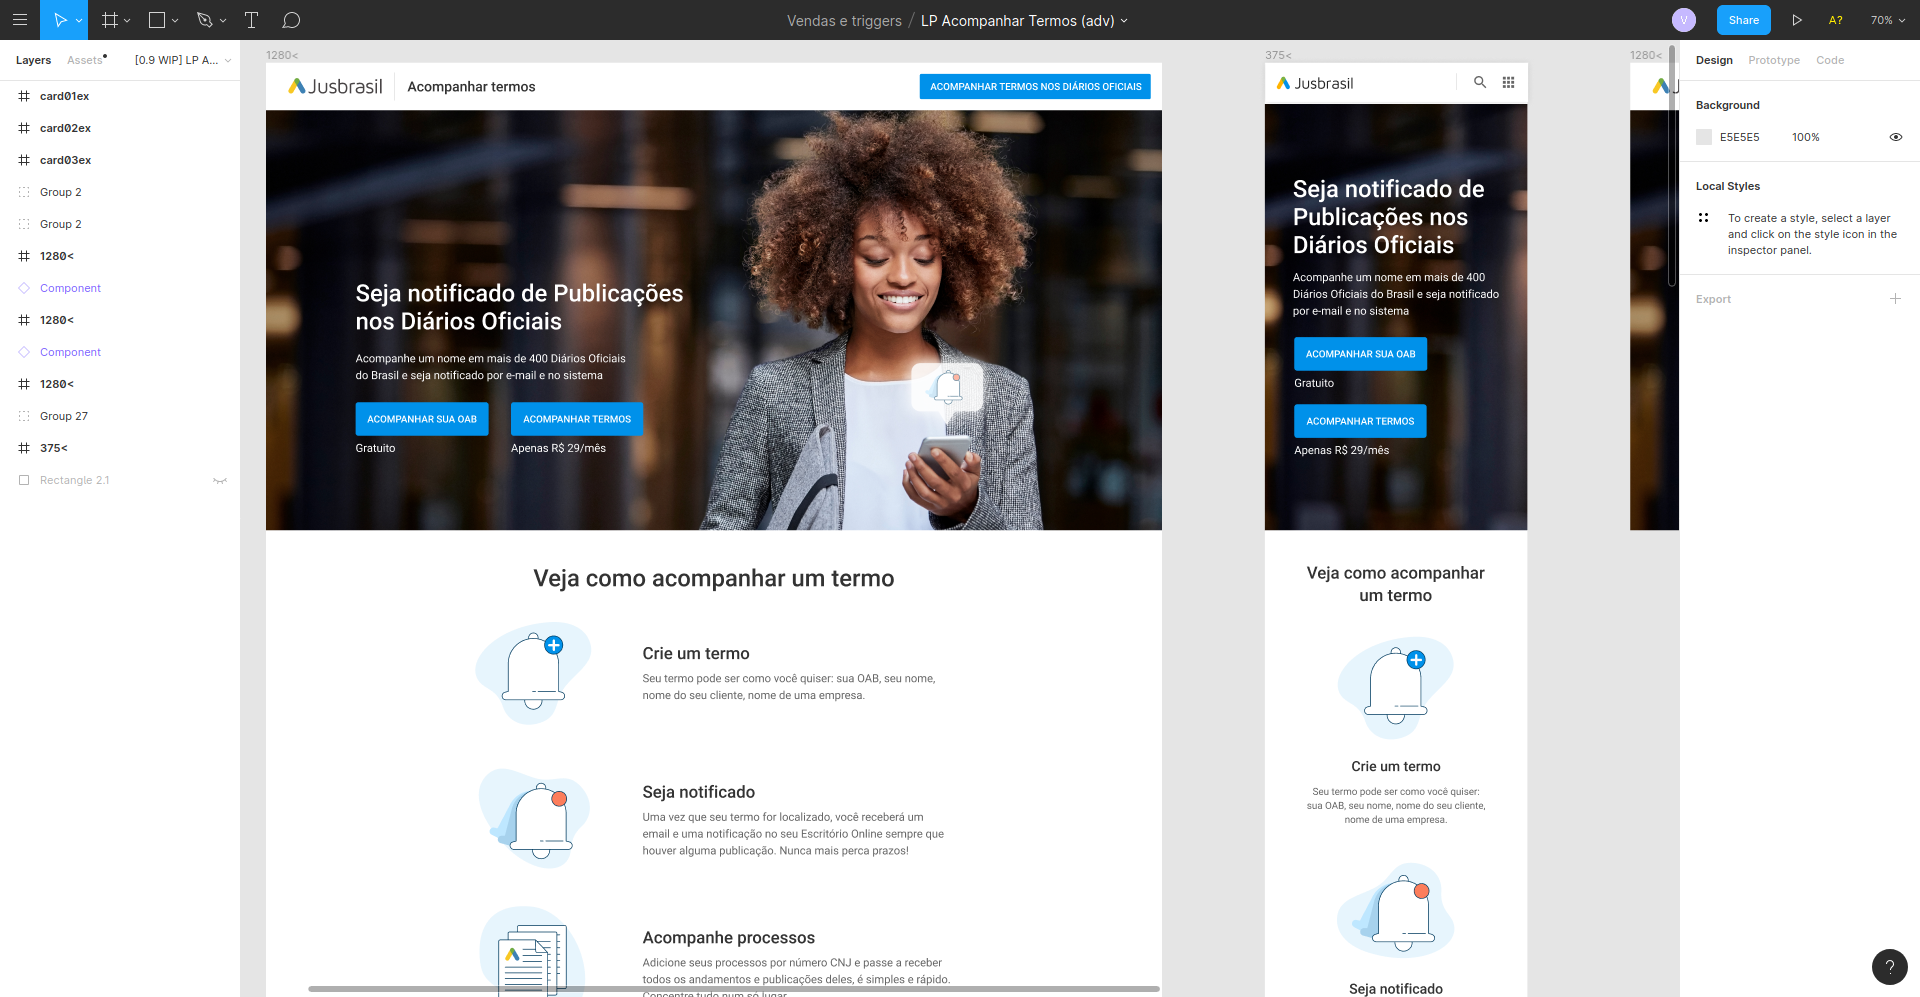 Vendas e triggers / LP Acompanhar Termos (adv)
V
Share
A?
70%
Layers
Assets
[0.9 WIP] LP A...
card01ex
card02ex
card03ex
Group 2
Group 2
1280<
Component
1280<
Component
1280<
Group 27
375<
Rectangle 2.1
1280<
Jusbrasil
Acompanhar termos
ACOMPANHAR TERMOS NOS DIÁRIOS OFICIAIS
Seja notificado de Publicações
nos Diários Oficiais
Acompanhe um nome em mais de 400 Diários Oficiais
do Brasil e seja notificado por e-mail e no sistema
ACOMPANHAR SUA OAB
ACOMPANHAR TERMOS
Gratuito
Apenas R$ 29/mês
Veja como acompanhar um termo
Crie um termo
Seu termo pode ser como você quiser: sua OAB, seu nome,
nome do seu cliente, nome de uma empresa.
Seja notificado
Uma vez que seu termo for localizado, você receberá um
email e uma notificação no seu Escritório Online sempre que
houver alguma publicação. Nunca mais perca prazos!
Acompanhe processos
Adicione seus processos por número CNJ e passe a receber
todos os andamentos e publicações deles, é simples e rápido.
Concentre tudo num só lugar.
375<
Jusbrasil
Seja notificado de
Publicações nos
Diários Oficiais
Acompanhe um nome em mais de 400
Diários Oficiais do Brasil e seja notificado
por e-mail e no sistema
ACOMPANHAR SUA OAB
Gratuito
ACOMPANHAR TERMOS
Apenas R$ 29/mês
Veja como acompanhar
um termo
Crie um termo
Seu termo pode ser como você quiser:
sua OAB, seu nome, nome do seu cliente,
nome de uma empresa.
Seja notificado
1280<
J
Design
Prototype
Code
Background
E5E5E5
100%
Local Styles
To create a style, select a layer
and click on the style icon in the
inspector panel.
Export
?